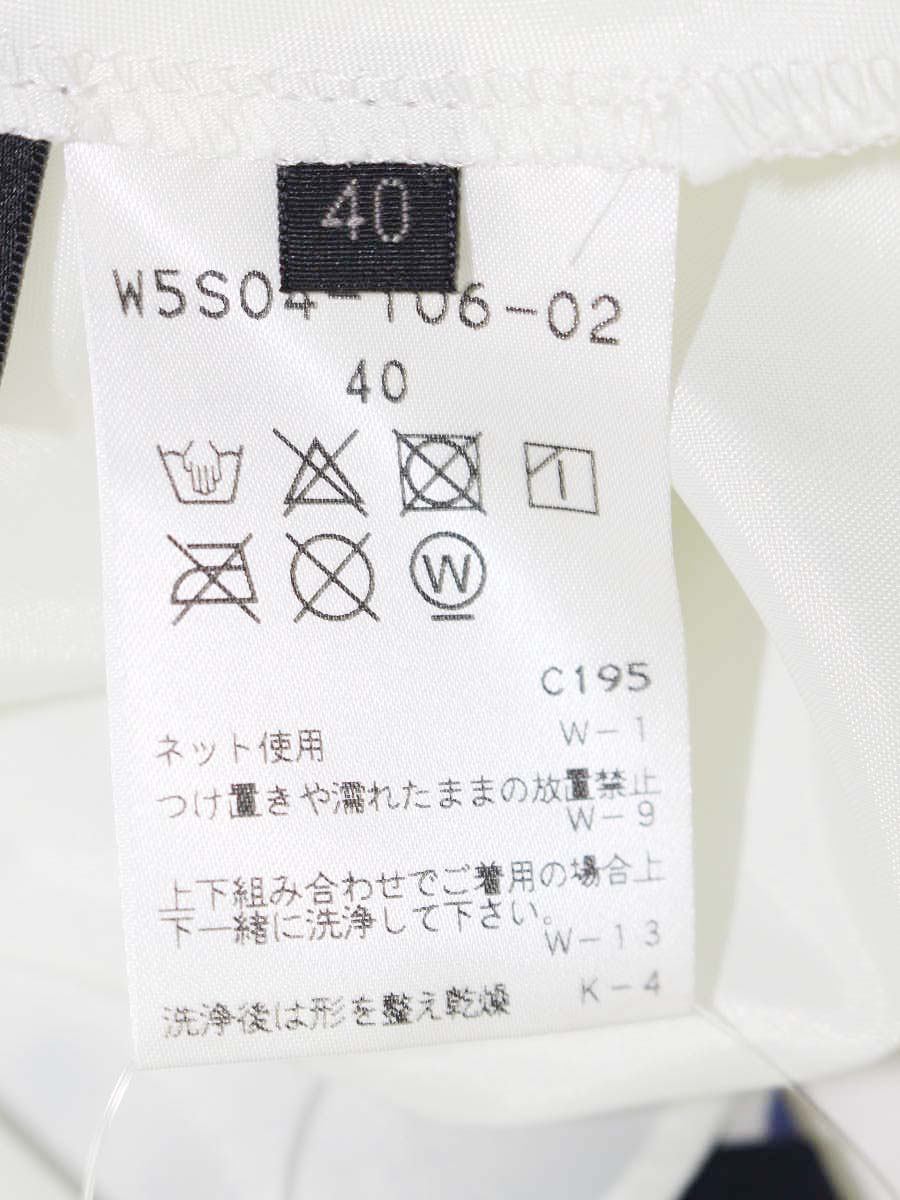 40
W5S04-106-02
40
W
C195
ネット使用
W-1
つけ置きや濡れたままの放置禁止
W-9
上下組み合わせでご着用の場合上
下一緒に洗浄して下さい。
W-13
洗浄後は形を整え乾燥
K-4